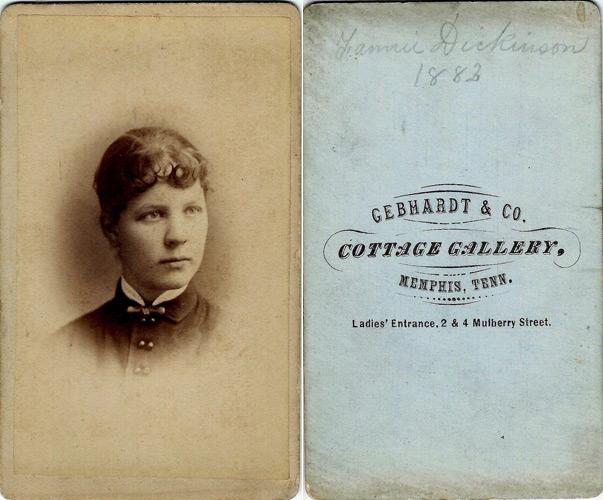 Fannie Dickinson
1882
GEBHARDT & CO.
COTTAGE GALLERY,
MEMPHIS, TENN.
Ladies' Entrance, 2 & 4 Mulberry Street.